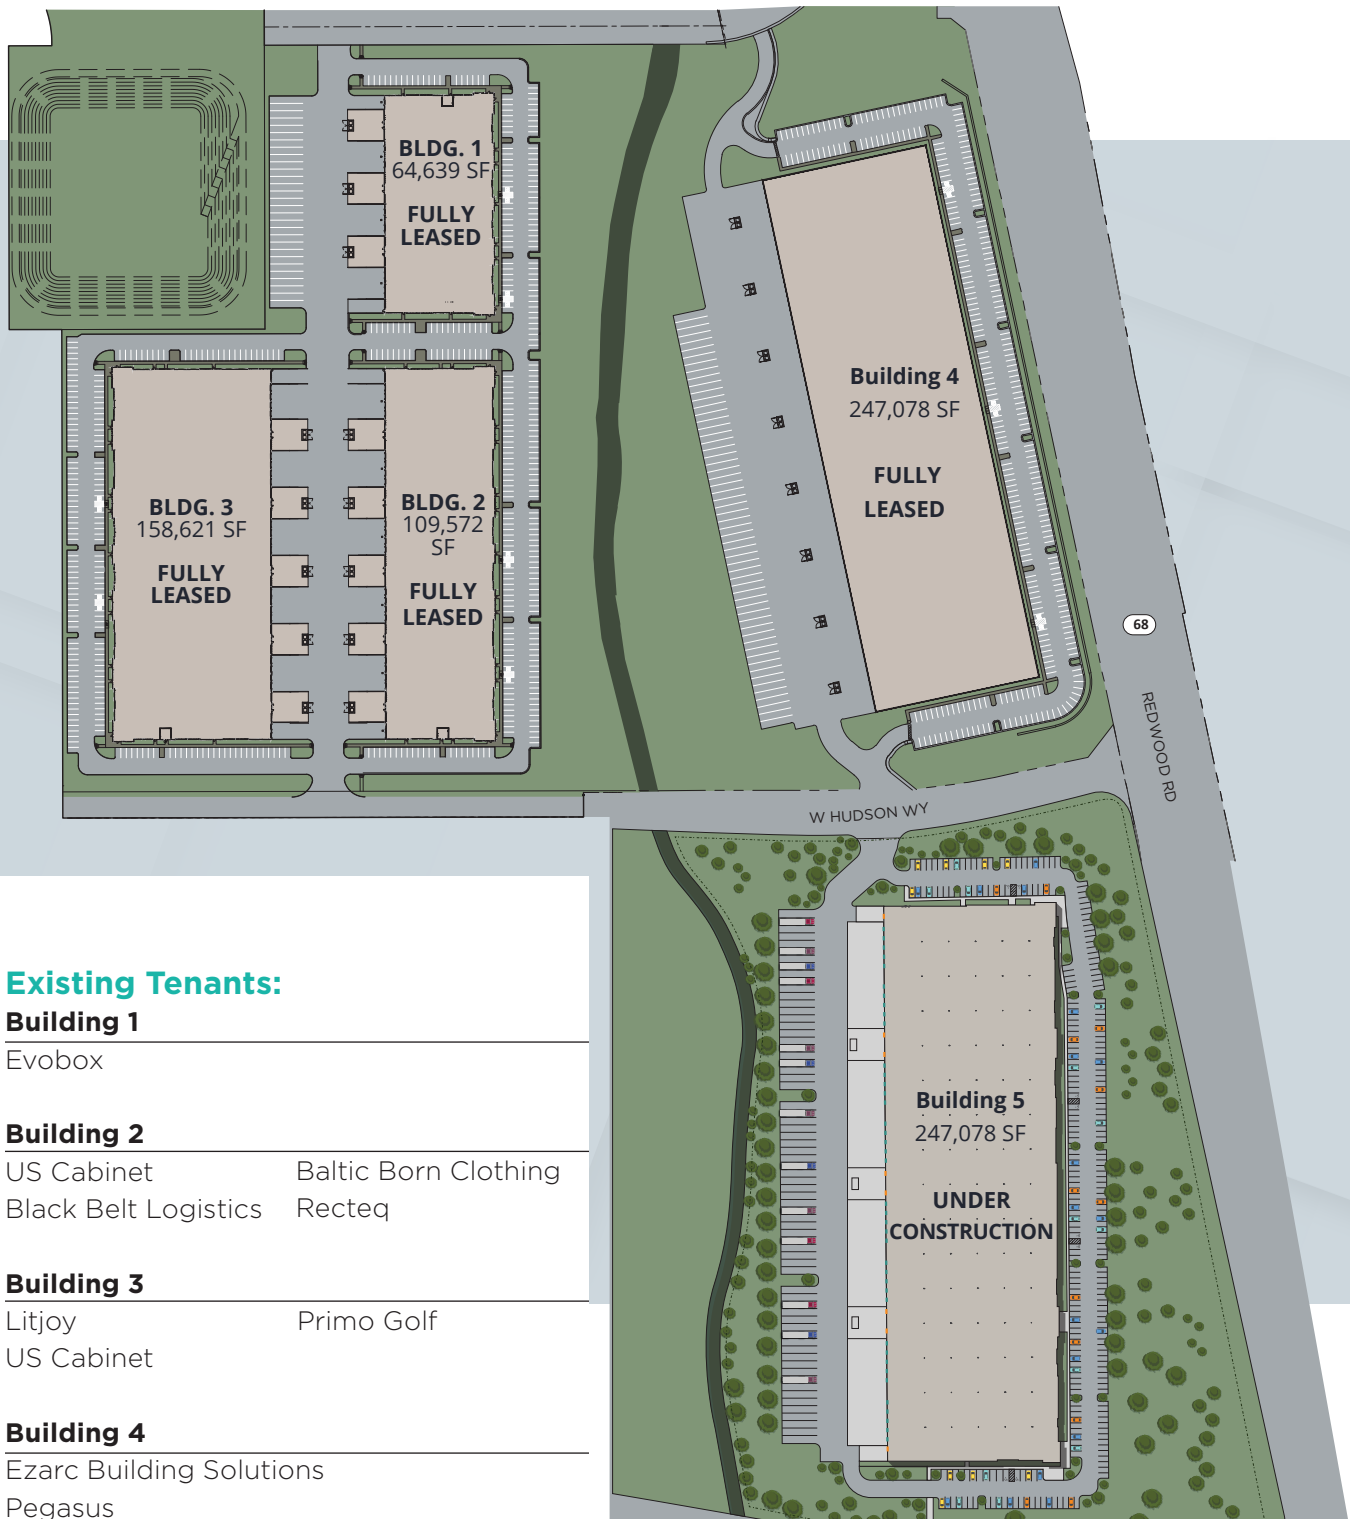 BLDG. 1
64,639 SF
FULLY
LEASED
Building 4
247,078 SF
FULLY
LEASED
BLDG. 3
158,621 SF
FULLY
LEASED
BLDG. 2
109,572
SF
FULLY
LEASED
68
REDWOOD RD
W HUDSON WY
Building 5
247,078 SF
UNDER
CONSTRUCTION
Existing Tenants:
Building 1
Evobox
Building 2
US Cabinet Baltic Born Clothing
Black Belt Logistics Recteq
Building 3
Litjoy Primo Golf
US Cabinet
Building 4
Ezarc Building Solutions
Pegasus